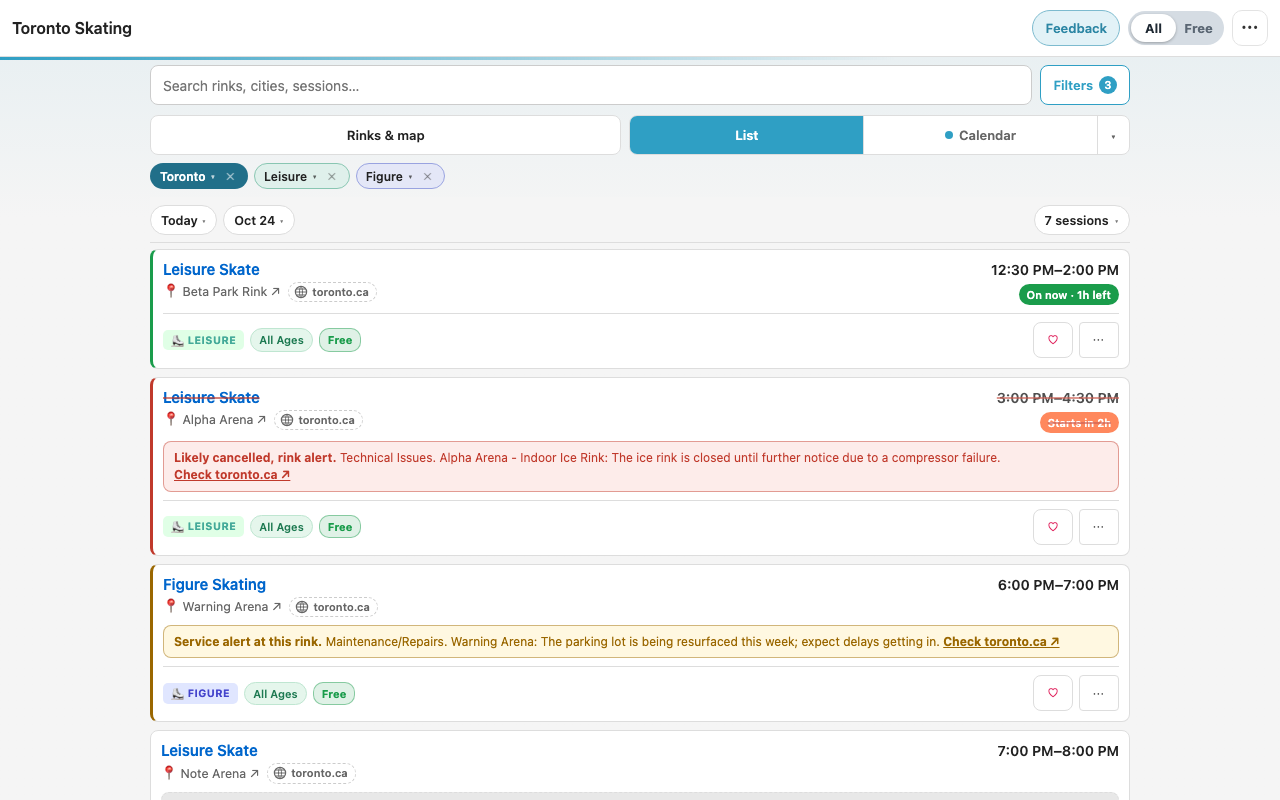 Toronto Skating
Feedback
All
Free
Search rinks, cities, sessions...
Filters 3
Rinks & map
List
Calendar
Toronto
Leisure
Figure
Today
Oct 24
7 sessions
Leisure Skate
12:30 PM–2:00 PM
Beta Park Rink ↗ toronto.ca
On now · 1h left
LEISURE All Ages Free
Leisure Skate
3:00 PM–4:30 PM
Alpha Arena ↗ toronto.ca
Starts in 2h
Likely cancelled, rink alert. Technical Issues. Alpha Arena - Indoor Ice Rink: The ice rink is closed until further notice due to a compressor failure.
Check toronto.ca ↗
LEISURE All Ages Free
Figure Skating
6:00 PM–7:00 PM
Warning Arena ↗ toronto.ca
Service alert at this rink. Maintenance/Repairs. Warning Arena: The parking lot is being resurfaced this week; expect delays getting in. Check toronto.ca ↗
FIGURE All Ages Free
Leisure Skate
7:00 PM–8:00 PM
Note Arena ↗ toronto.ca